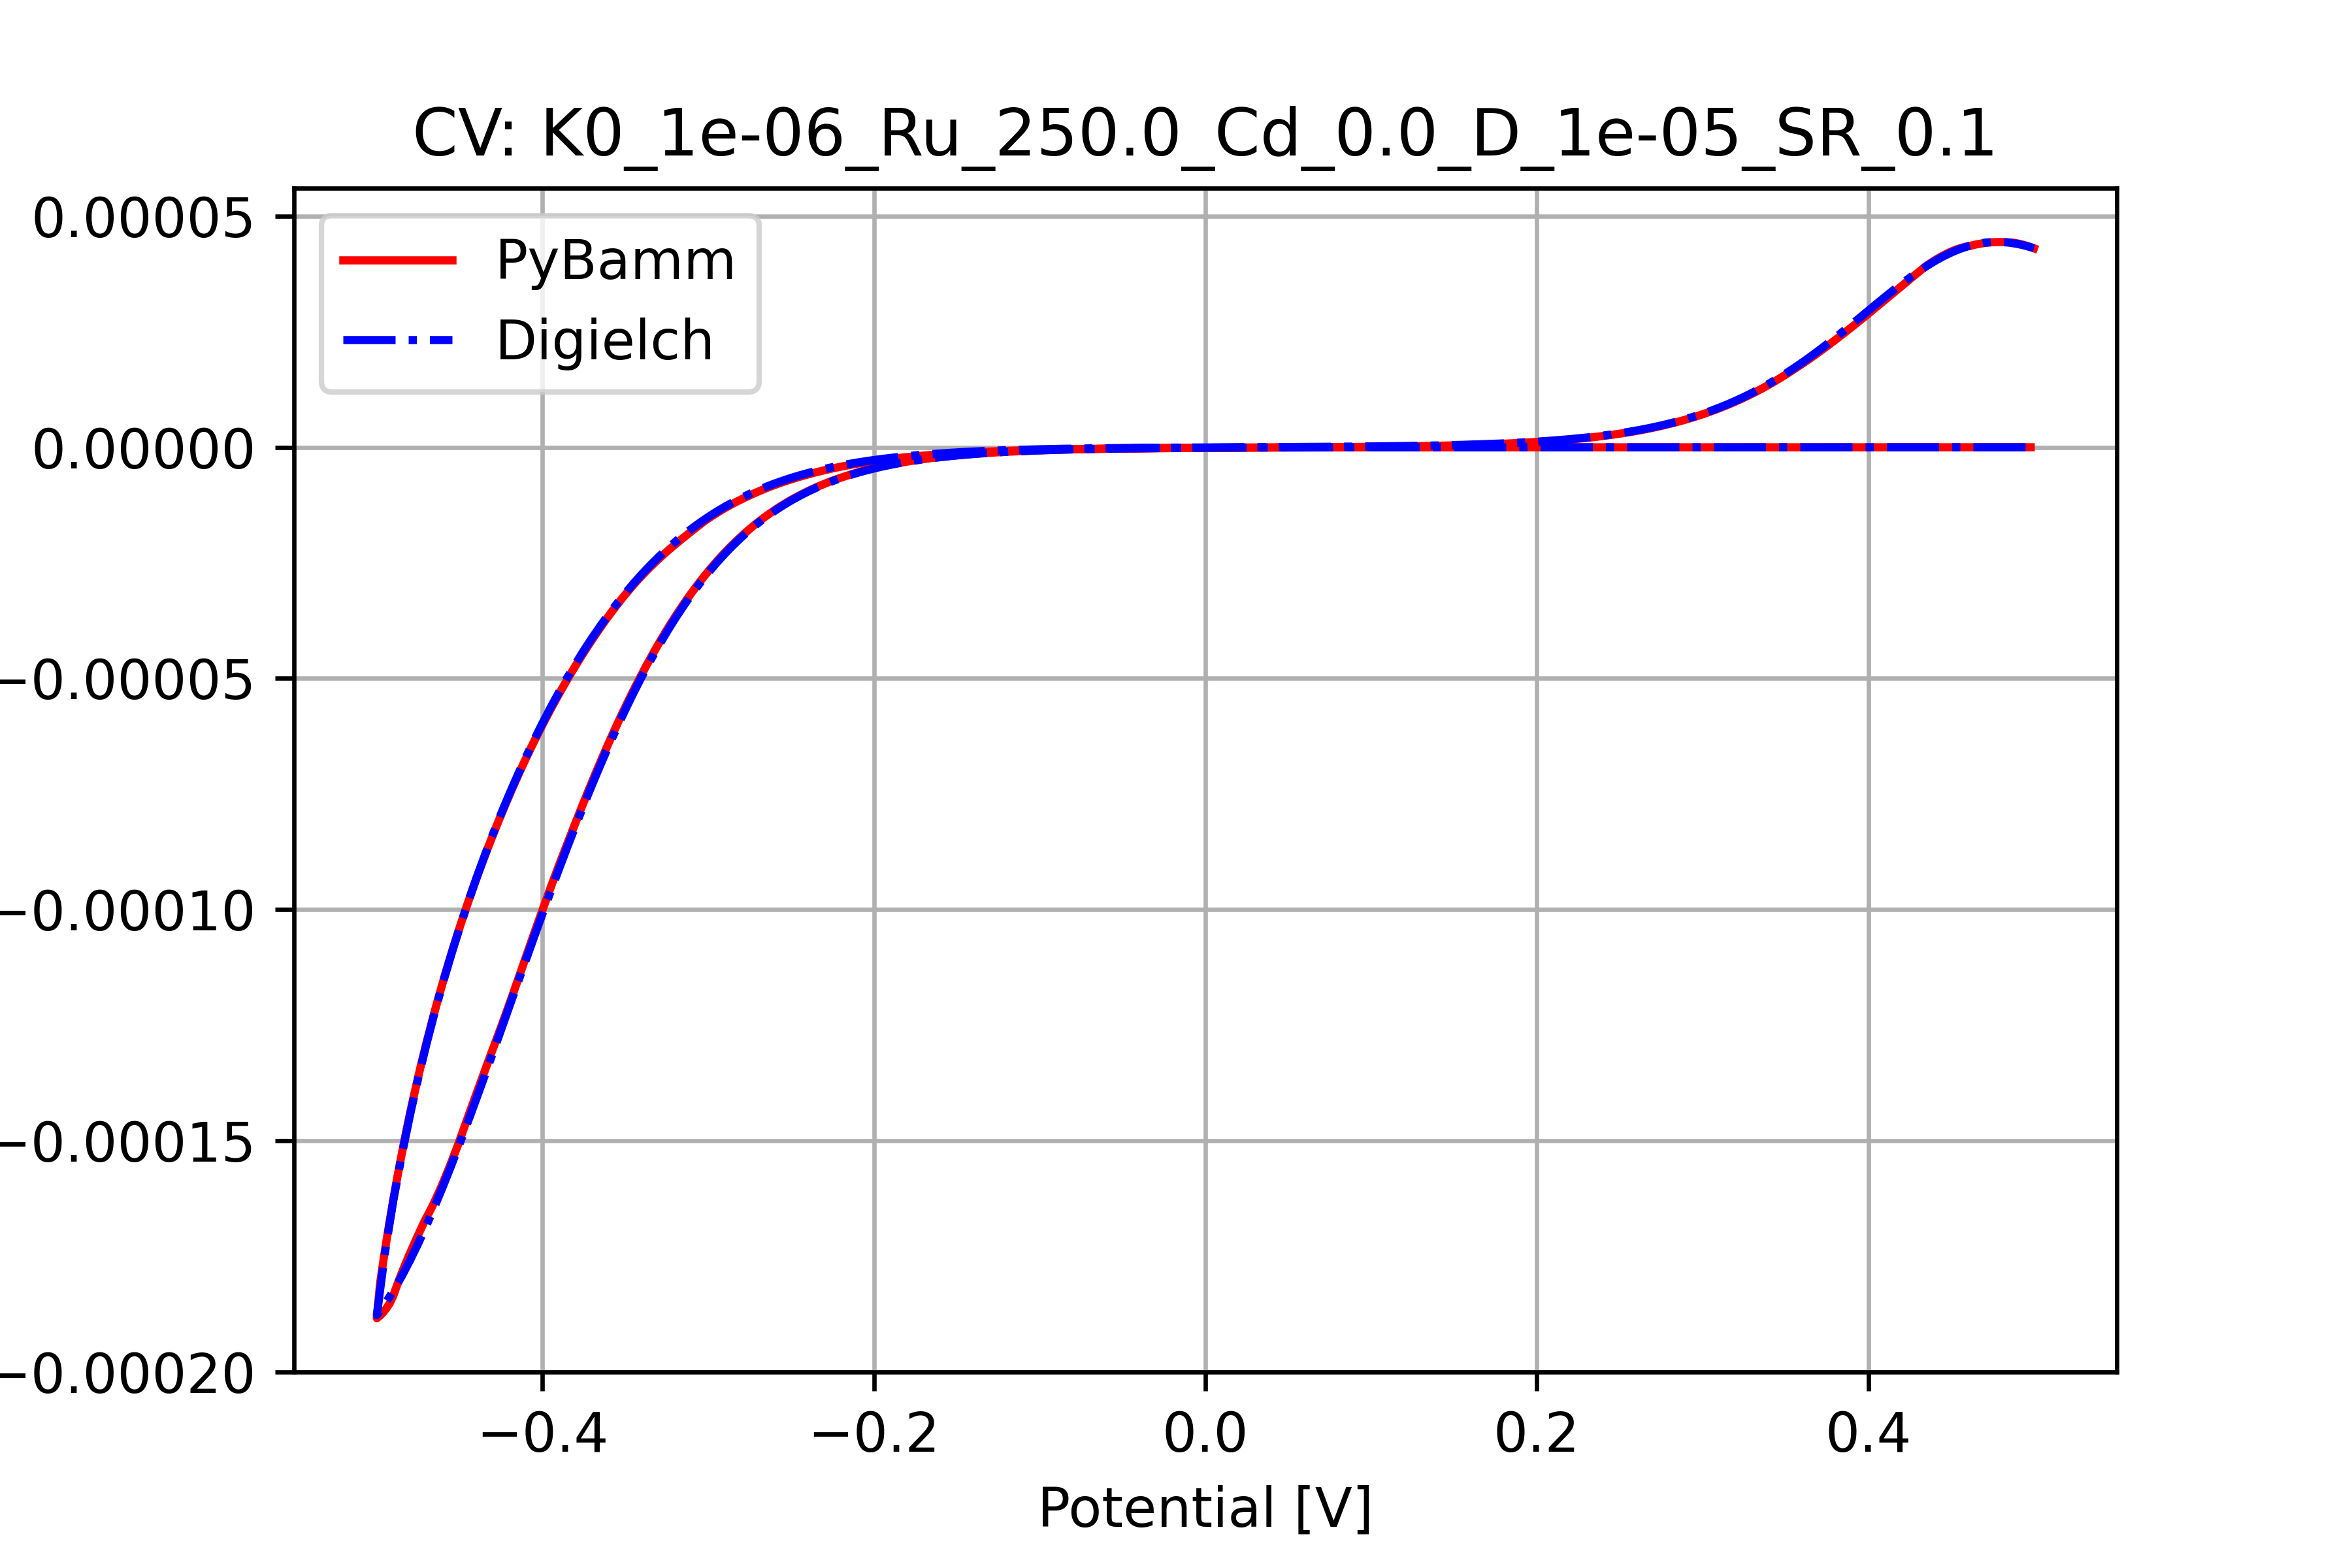 CV: K0_1e-06_Ru_250.0_Cd_0.0_D_1e-05_SR_0.1
PyBamm
Digielch
0.00005
0.00000
−0.00005
−0.00010
−0.00015
−0.00020
−0.4 −0.2 0.0 0.2 0.4
Potential [V]